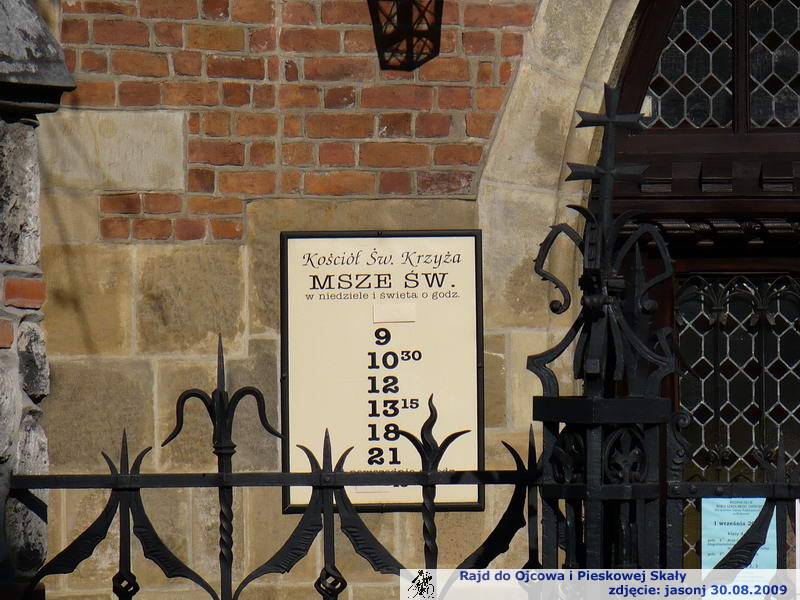 Kościół Św. Krzyża
MSZE ŚW.
w niedziele i święta o godz.
9
10³⁰
12
13¹⁵
18
21
1 września
Rajd do Ojcowa i Pieskowej Skały
zdjęcie: jasonj 30.08.2009